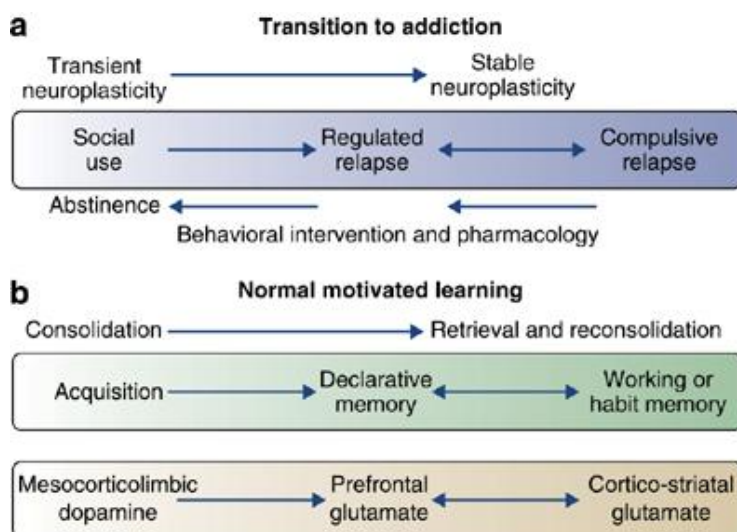 a
Transition to addiction
Transient
neuroplasticity
Stable
neuroplasticity
Social
use
Regulated
relapse
Compulsive
relapse
Abstinence
Behavioral intervention and pharmacology
b
Normal motivated learning
Consolidation
Retrieval and reconsolidation
Acquisition
Declarative
memory
Working or
habit memory
Mesocorticolimbic
dopamine
Prefrontal
glutamate
Cortico-striatal
glutamate